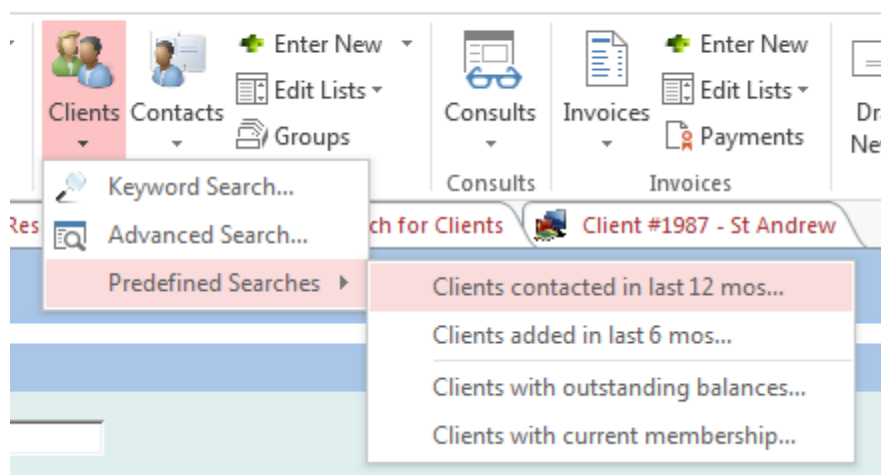 Enter New
Enter New
Edit Lists
Edit Lists
Clients
Contacts
Consults
Invoices
Groups
Payments
Consults
Invoices
Keyword Search...
for Clients
Client #1987 - St Andrew
Advanced Search...
Predefined Searches
Clients contacted in last 12 mos...
Clients added in last 6 mos...
Clients with outstanding balances...
Clients with current membership...